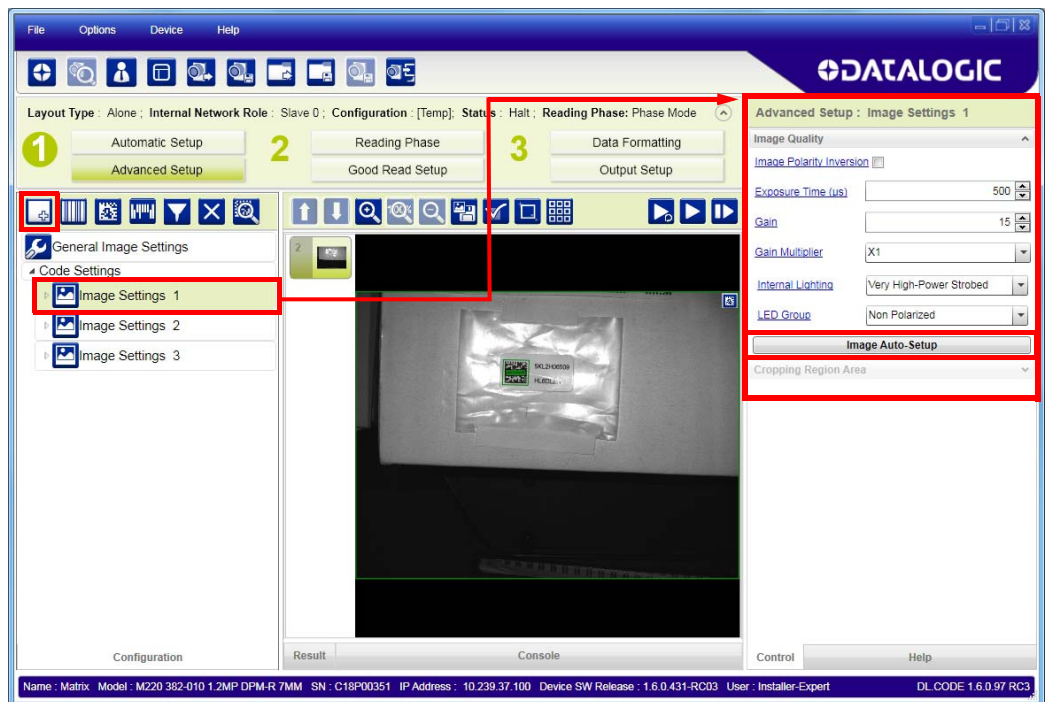 File Options Device Help
DATALOGIC
Layout Type : Alone ; Internal Network Role : Slave 0 ; Configuration : [Temp]; Status : Halt ; Reading Phase: Phase Mode
1 Automatic Setup
Advanced Setup
2 Reading Phase
Good Read Setup
3 Data Formatting
Output Setup
General Image Settings
Code Settings
Image Settings 1
Image Settings 2
Image Settings 3
Configuration
2
5KL2H06509
Result Console
Advanced Setup : Image Settings 1
Image Quality
Image Polarity Inversion
Exposure Time (µs) 500
Gain 15
Gain Multiplier X1
Internal Lighting Very High-Power Strobed
LED Group Non Polarized
Image Auto-Setup
Cropping Region Area
Control Help
Name : Matrix Model : M220 382-010 1.2MP DPM-R 7MM SN : C18P00351 IP Address : 10.239.37.100 Device SW Release : 1.6.0.431-RC03 User : Installer-Expert DL.CODE 1.6.0.97 RC3